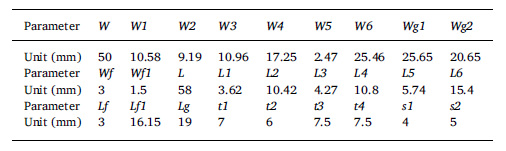 Parameter W W1 W2 W3 W4 W5 W6 Wg1 Wg2
Unit (mm) 50 10.58 9.19 10.96 17.25 2.47 25.46 25.65 20.65
Parameter Wf Wf1 L L1 L2 L3 L4 L5 L6
Unit (mm) 3 1.5 58 3.62 10.42 4.27 10.8 5.74 15.4
Parameter Lf Lf1 Lg t1 t2 t3 t4 s1 s2
Unit (mm) 3 16.15 19 7 6 7.5 7.5 4 5